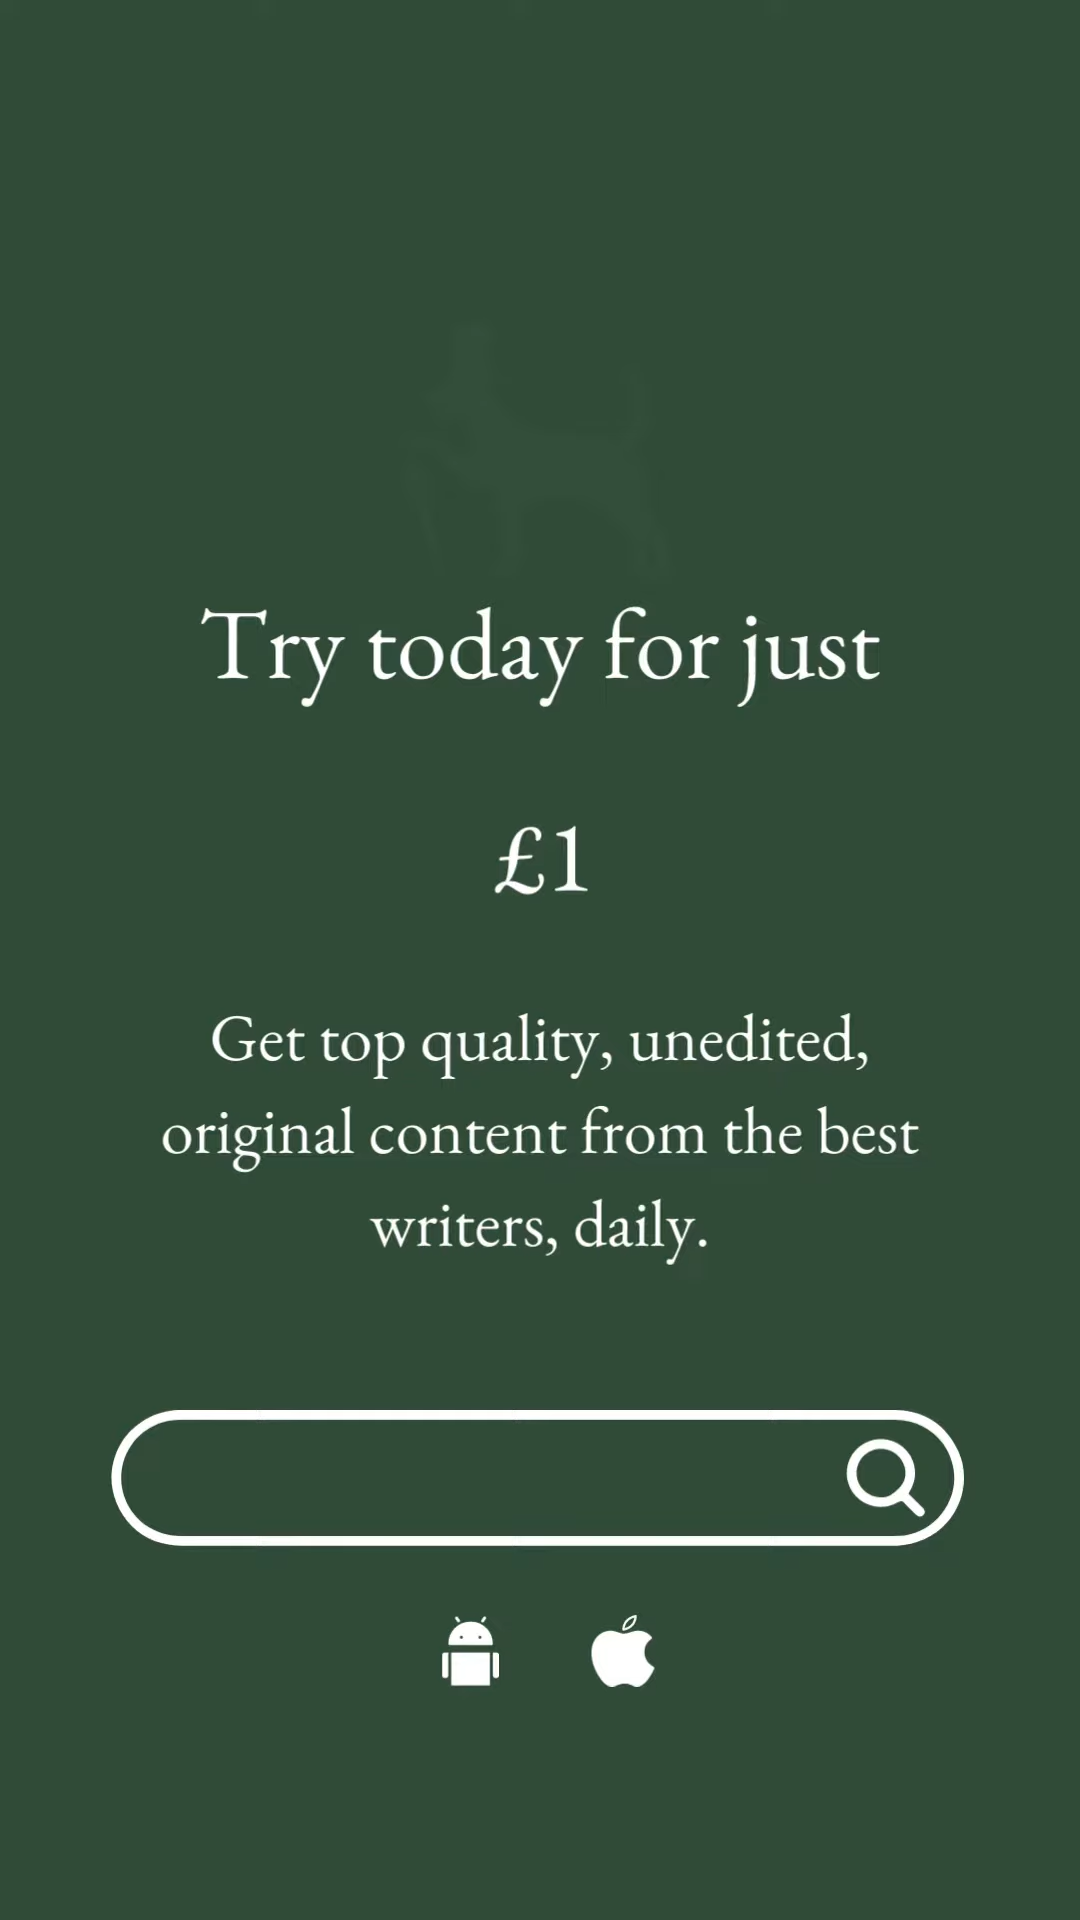 Try today for just
£1
Get top quality, unedited,
original content from the best
writers, daily.